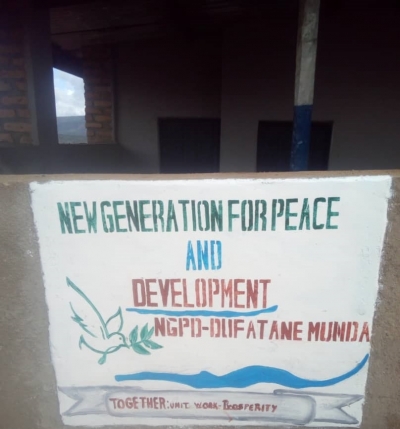 NEW GENERATION FOR PEACE
AND
DEVELOPMENT
NGPD-DUFATANE MUNDA
TOGETHER: UNIT WORK-PROSPERITY